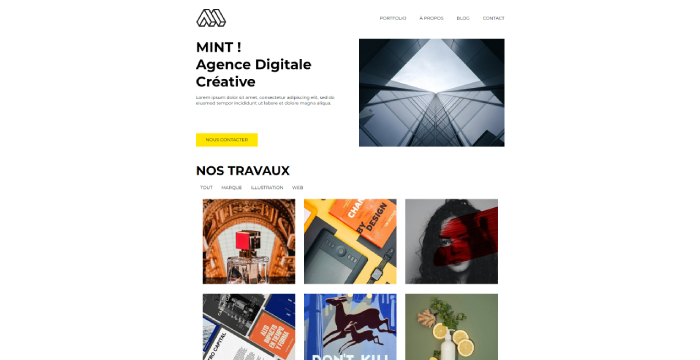 PORTFOLIO À PROPOS BLOG CONTACT
MINT !
Agence Digitale
Créative
Lorem ipsum dolor sit amet, consectetur adipiscing elit, sed do
eiusmod tempor incididunt ut labore et dolore magna aliqua.
NOUS CONTACTER
NOS TRAVAUX
TOUT MARQUE ILLUSTRATION WEB
BY
DESIGN
CAPITAL
DON'T KILL